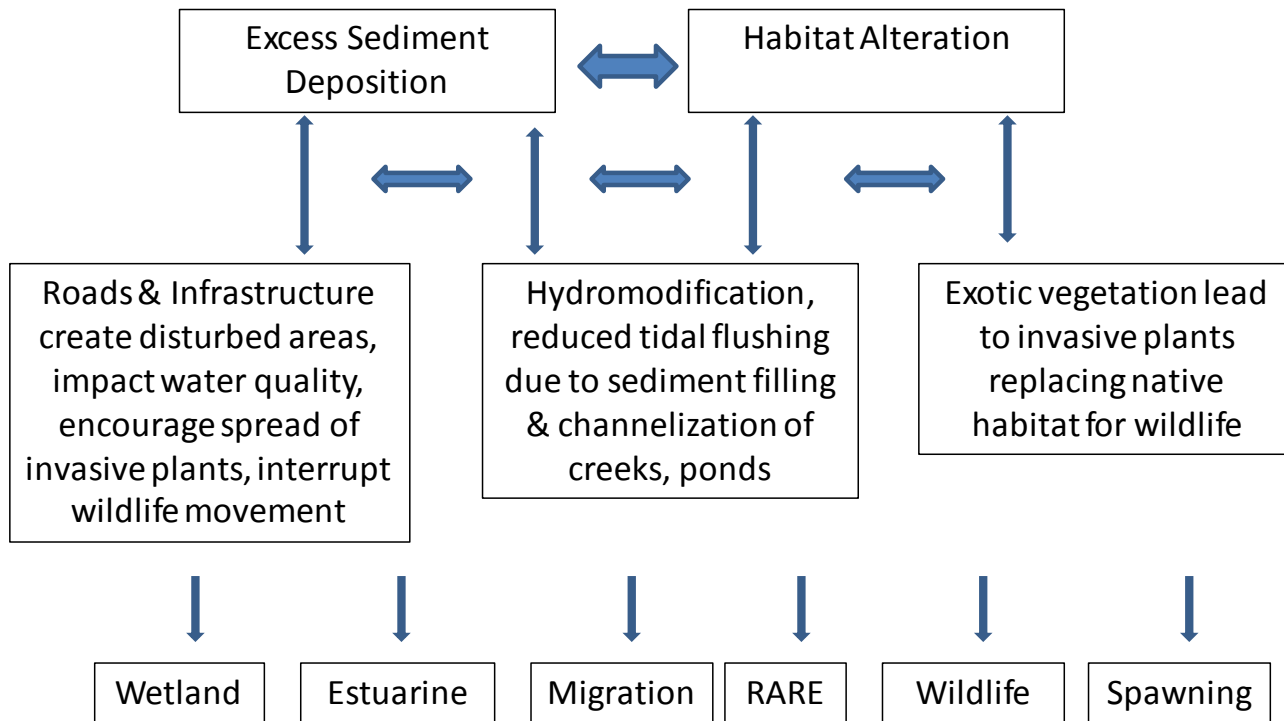 Excess Sediment
Deposition
Habitat Alteration
Roads & Infrastructure
create disturbed areas,
impact water quality,
encourage spread of
invasive plants, interrupt
wildlife movement
Hydromodification,
reduced tidal flushing
due to sediment filling
& channelization of
creeks, ponds
Exotic vegetation lead
to invasive plants
replacing native
habitat for wildlife
Wetland
Estuarine
Migration
RARE
Wildlife
Spawning